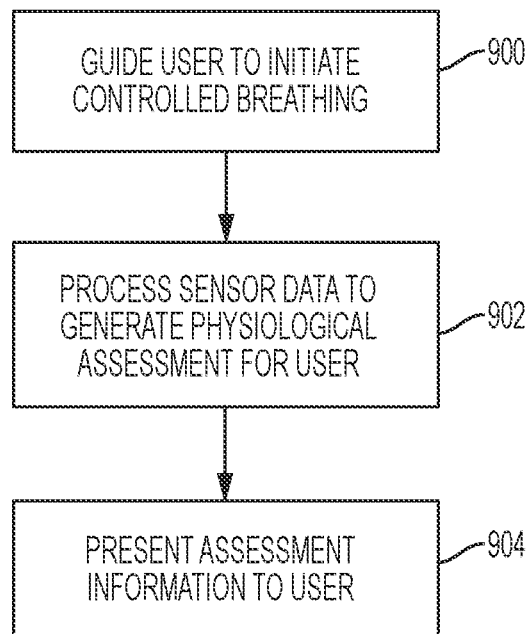 GUIDE USER TO INITIATE
CONTROLLED BREATHING
900
PROCESS SENSOR DATA TO
GENERATE PHYSIOLOGICAL
ASSESSMENT FOR USER
902
PRESENT ASSESSMENT
INFORMATION TO USER
904